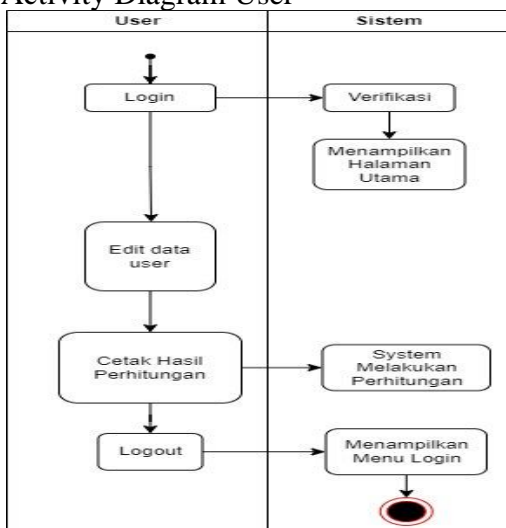 Activity Diagram User
User
Sistem
Login
Verifikasi
Menampilkan
Halaman
Utama
Edit data
user
Cetak Hasil
Perhitungan
System
Melakukan
Perhitungan
Logout
Menampilkan
Menu Login